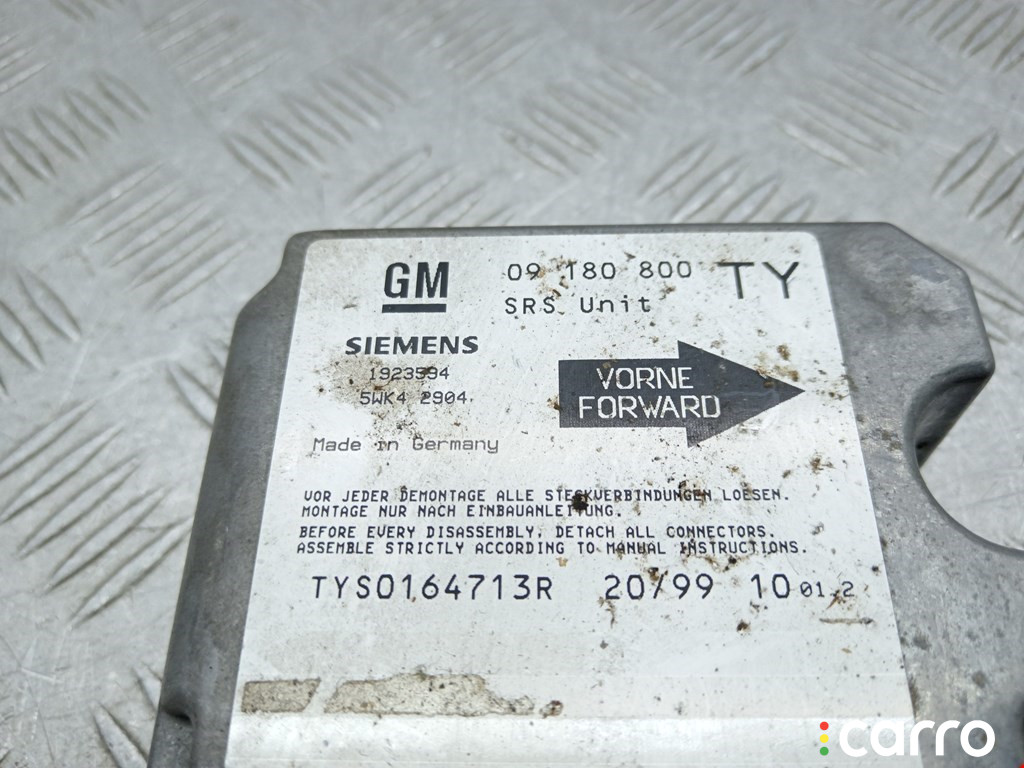 GM
09 180 800 TY
SRS Unit
SIEMENS
1923594
5WK4 2904
VORNE
FORWARD
Made in Germany
VOR JEDER DEMONTAGE ALLE STECKVERBINDUNGEN LOESEN.
MONTAGE NUR NACH EINBAUANLEITUNG.
BEFORE EVERY DISASSEMBLY, DETACH ALL CONNECTORS.
ASSEMBLE STRICTLY ACCORDING TO MANUAL INSTRUCTIONS.
TYS0164713R 20/99 10 01.2
carro